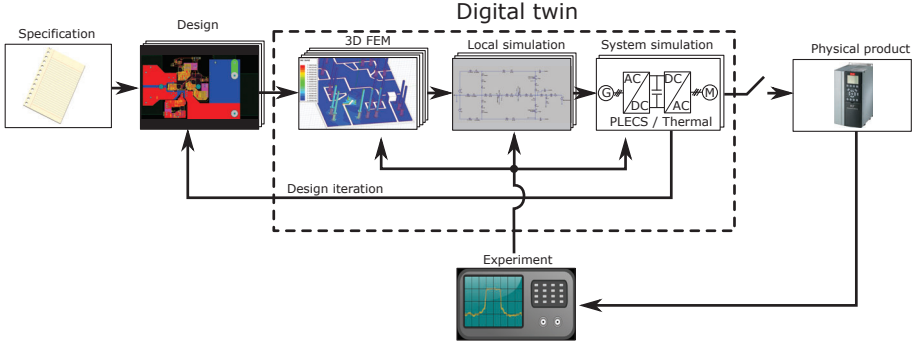 Digital twin
Specification
Design
3D FEM
Local simulation
System simulation
Physical product
AC
DC
DC
AC
G
M
PLECS / Thermal
Design iteration
Experiment